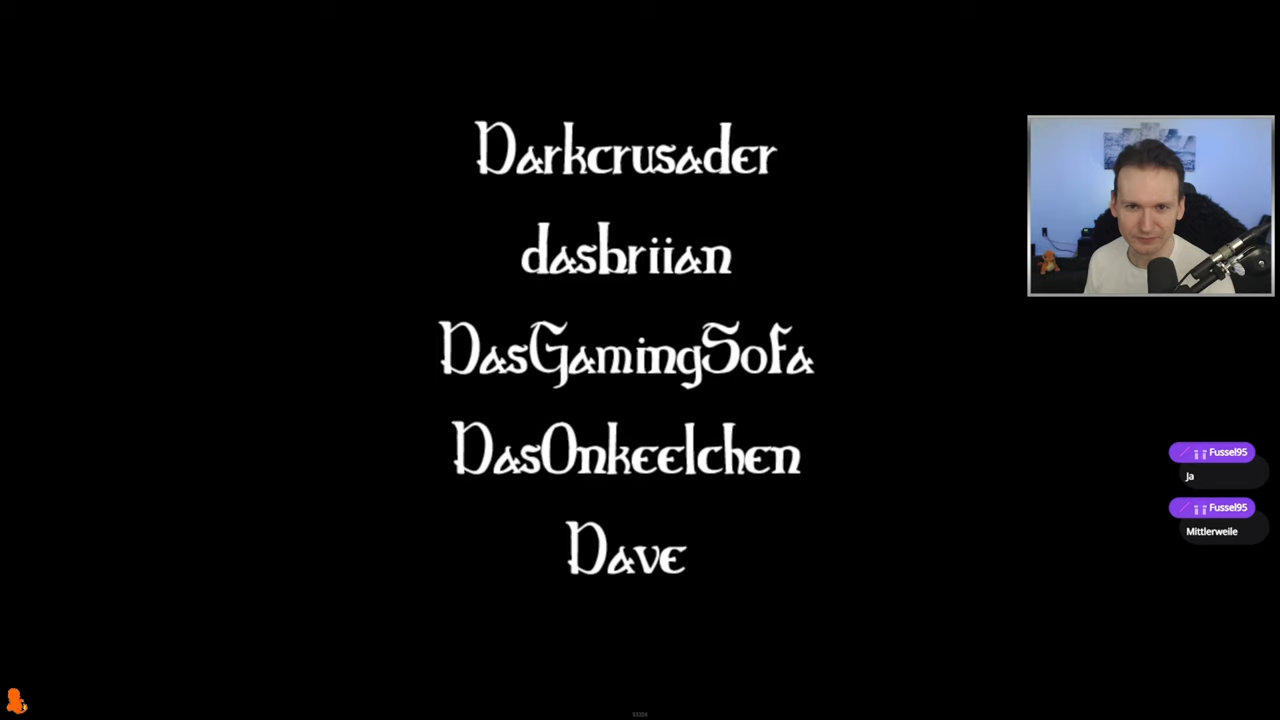 Darkcrusader
dasbriian
DasGamingSofa
DasOnkeelchen
Dave
Fussel95
Ja
Fussel95
Mittlerweile